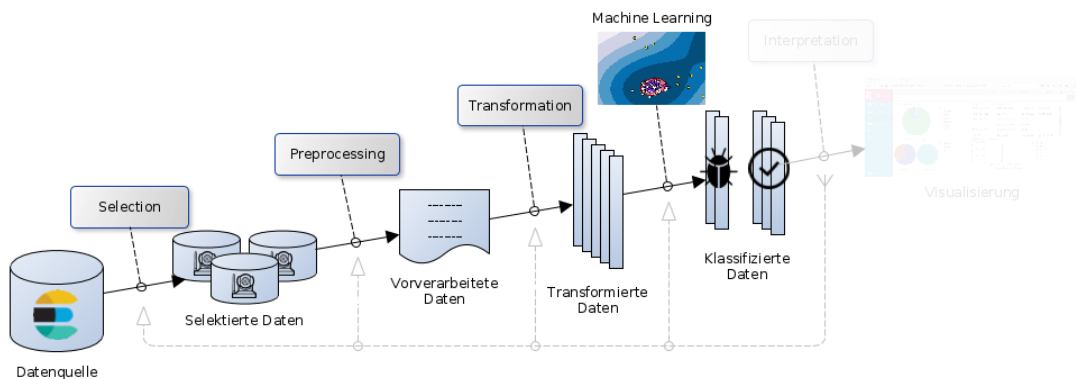 Machine Learning
Interpretation
Transformation
Preprocessing
Selection
Visualisierung
Klassifizierte
Daten
Vorverarbeitete
Daten
Transformierte
Daten
Selektierte Daten
Datenquelle